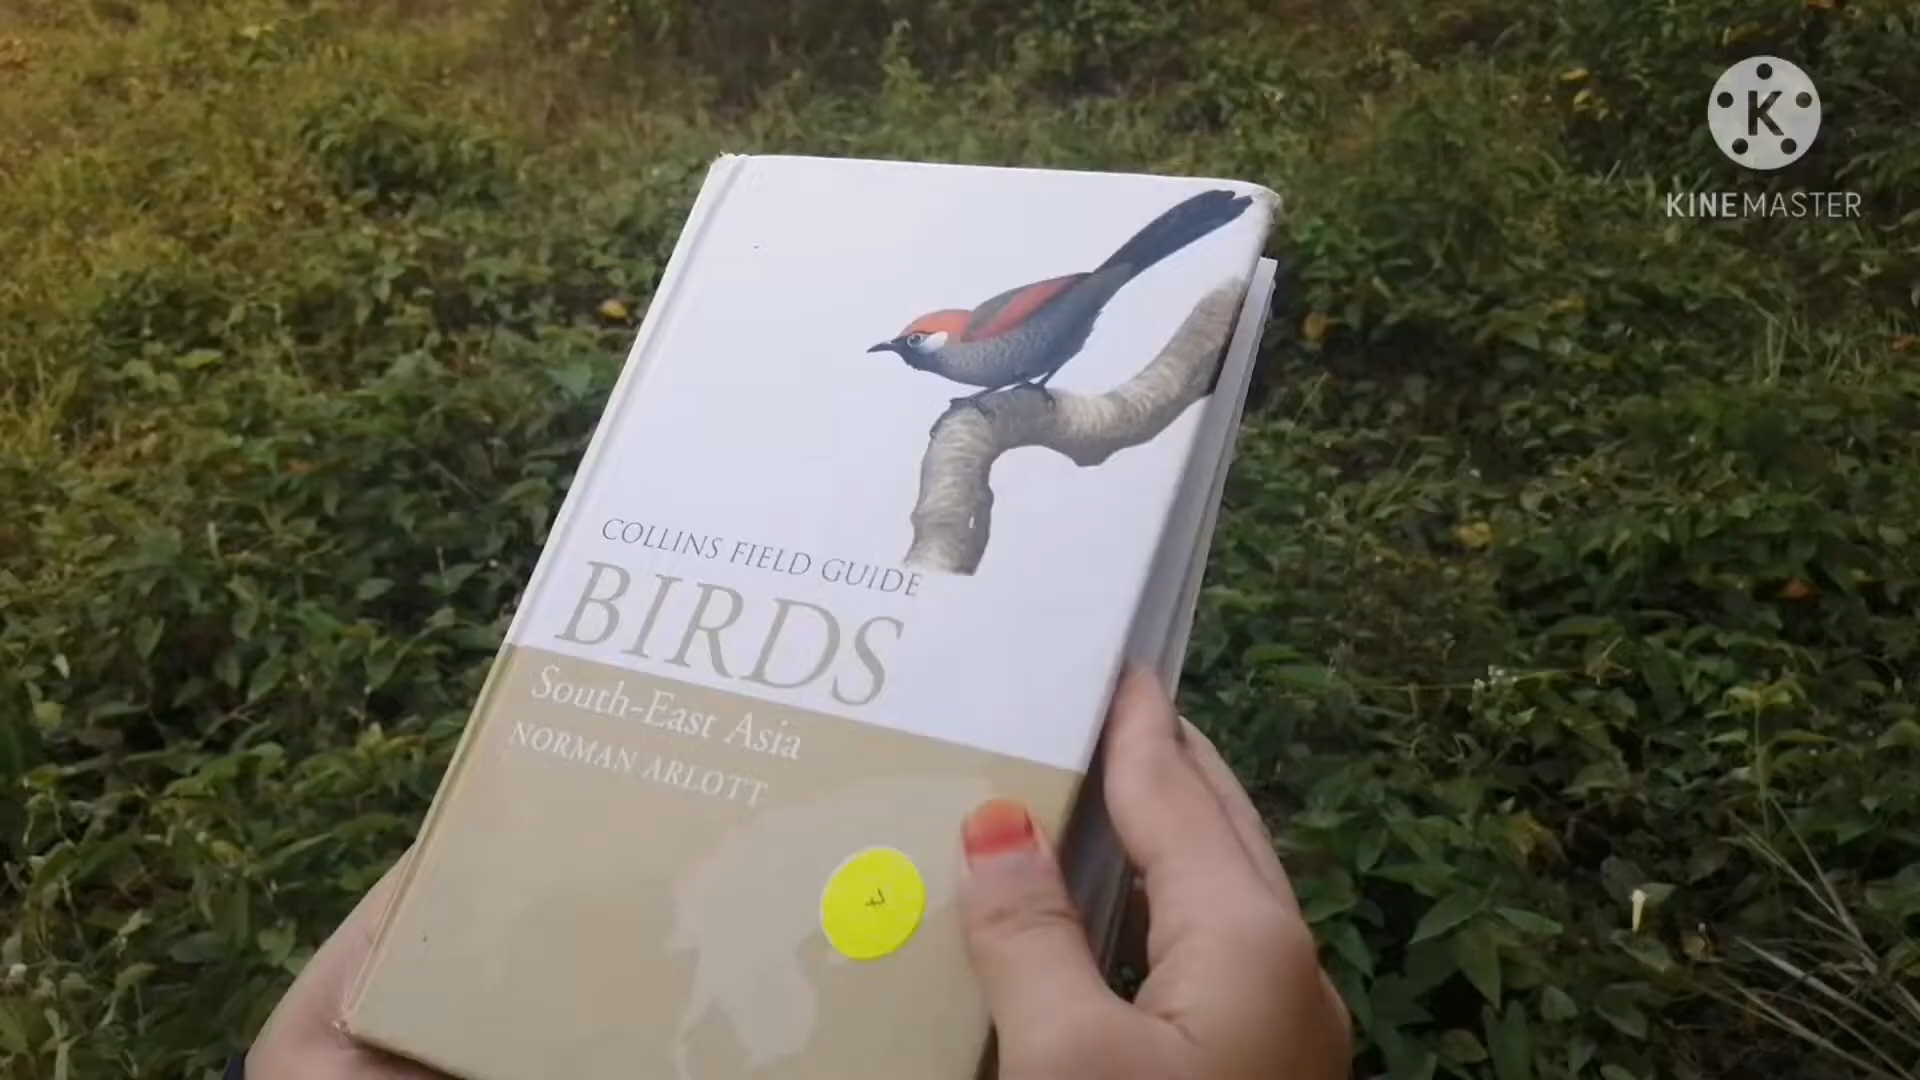 K
KINEMASTER
COLLINS FIELD GUIDE
BIRDS
South-East Asia
NORMAN ARLOTT